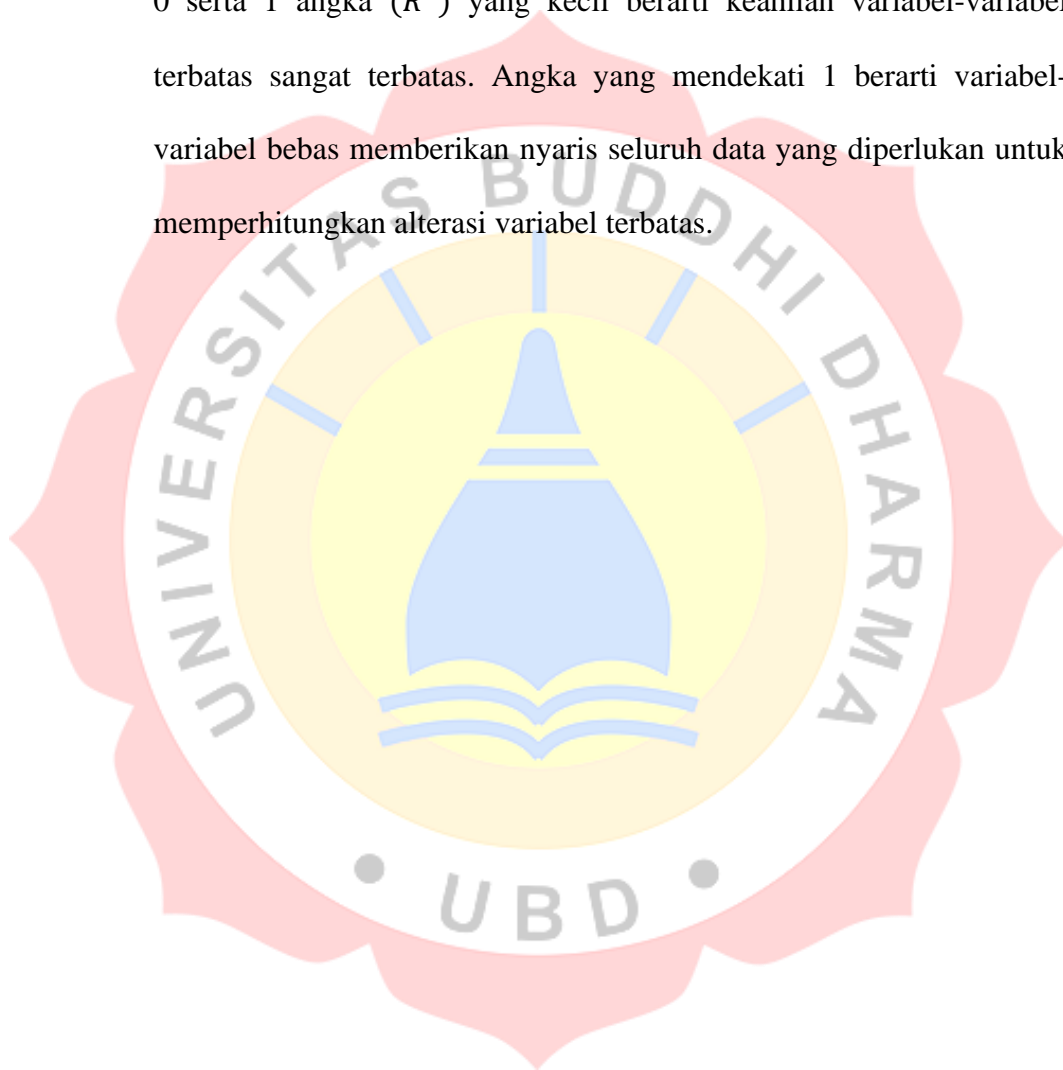 0 serta 1 angka (R ) yang kecil berarti keahlian variabel-variabel
terbatas sangat terbatas. Angka yang mendekati 1 berarti variabel-
variabel bebas memberikan nyaris seluruh data yang diperlukan untuk
memperhitungkan alterasi variabel terbatas.
UNIVERSITAS BUDDHI DHARMA
• UBD •